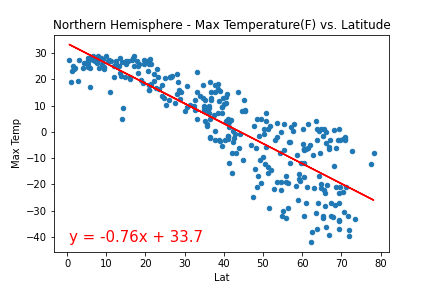 Northern Hemisphere - Max Temperature(F) vs. Latitude
30
20
10
0
−10
−20
−30
−40
Max Temp
y = -0.76x + 33.7
0 10 20 30 40 50 60 70 80
Lat